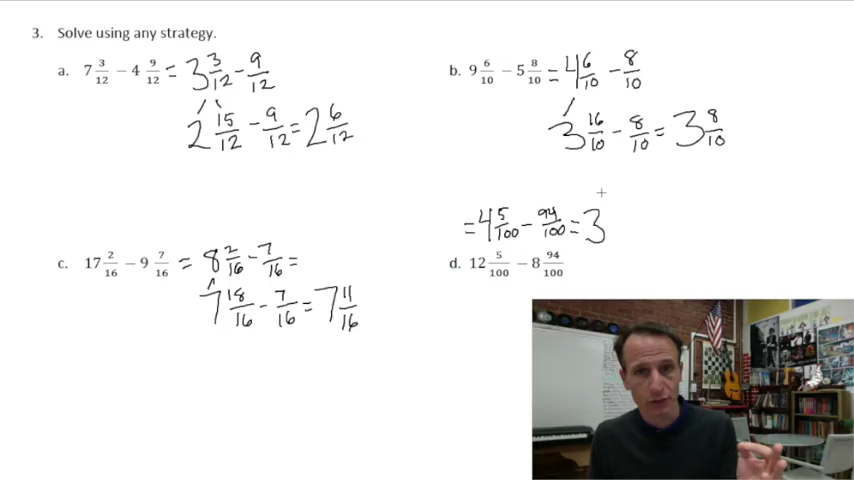 3. Solve using any strategy.
a. 7 3/12 − 4 9/12 = 3 3/12 − 9/12
2 15/12 − 9/12 = 2 6/12
b. 9 6/10 − 5 8/10 = 4 6/10 − 8/10
3 16/10 − 8/10 = 3 8/10
c. 17 2/16 − 9 7/16 = 8 2/16 − 7/16 =
7 18/16 − 7/16 = 7 11/16
= 4 5/100 − 94/100 = 3
d. 12 5/100 − 8 94/100